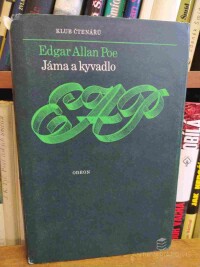 KLUB ČTENÁŘŮ
Edgar Allan Poe
Jáma a kyvadlo
EAP
ODEON